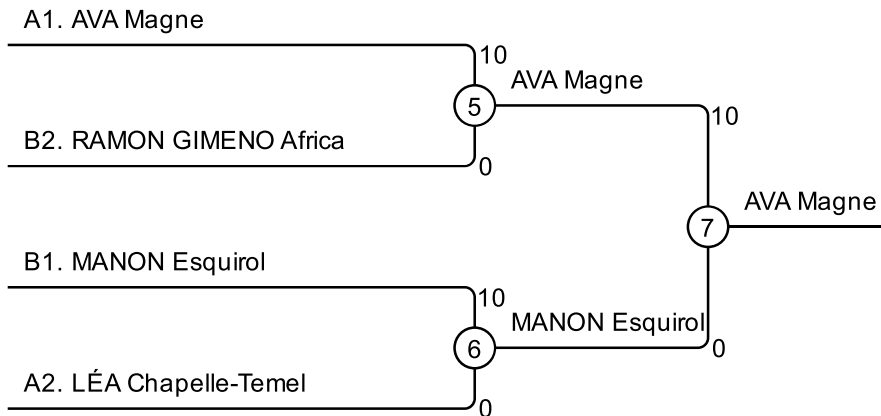 A1. AVA Magne
10
AVA Magne
5
10
B2. RAMON GIMENO Africa
0
AVA Magne
7
B1. MANON Esquirol
10
MANON Esquirol
6
0
A2. LÉA Chapelle-Temel
0